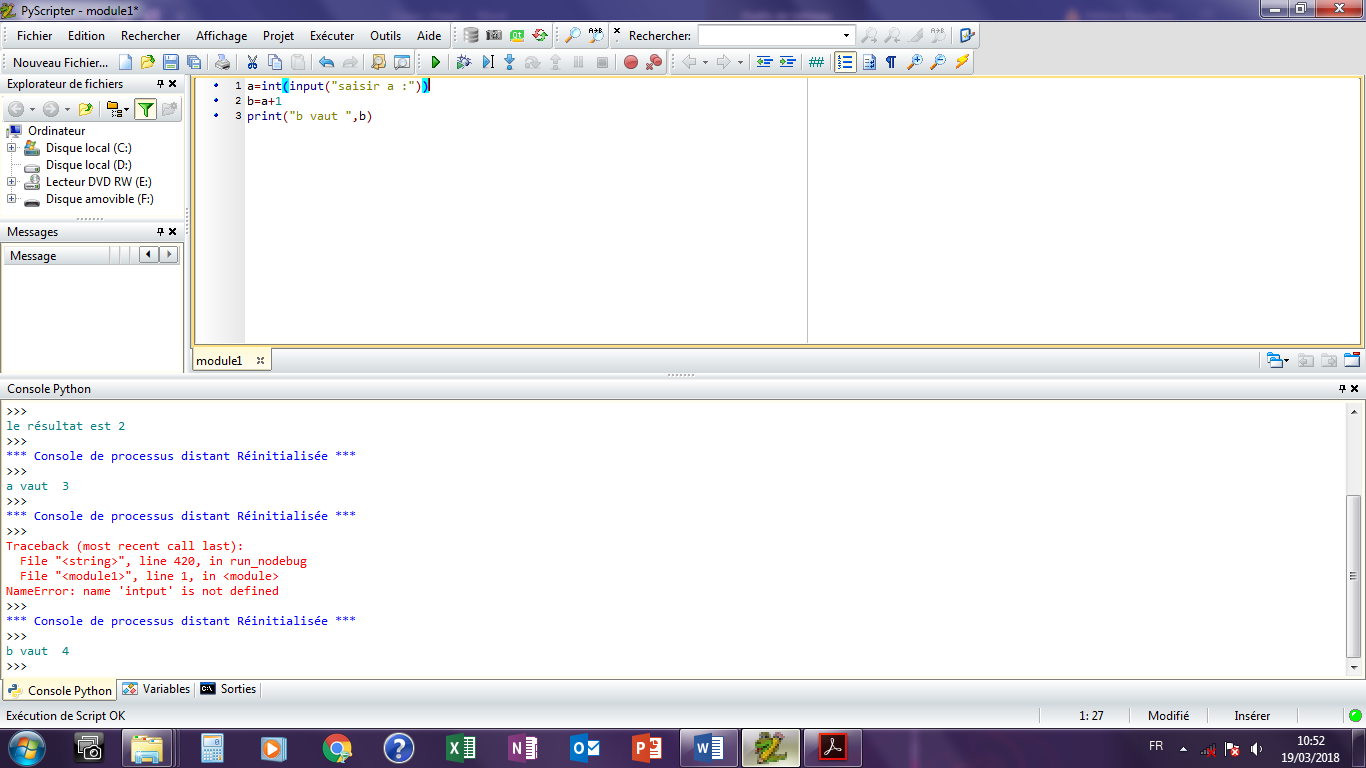 PyScripter - module1*
Fichier Edition Rechercher Affichage Projet Exécuter Outils Aide Rechercher:
Nouveau Fichier...
Explorateur de fichiers
Ordinateur
Disque local (C:)
Disque local (D:)
Lecteur DVD RW (E:)
Disque amovible (F:)
Messages
Message
1 a=int(input("saisir a :"))
2 b=a+1
3 print("b vaut ",b)
module1
Console Python
>>>
le résultat est 2
>>>
*** Console de processus distant Réinitialisée ***
>>>
a vaut  3
>>>
*** Console de processus distant Réinitialisée ***
>>>
Traceback (most recent call last):
  File "<string>", line 420, in run_nodebug
  File "<module1>", line 1, in <module>
NameError: name 'intput' is not defined
>>>
*** Console de processus distant Réinitialisée ***
>>>
b vaut  4
>>>
Console Python Variables Sorties
Exécution de Script OK 1: 27 Modifié Insérer
FR 10:52
19/03/2018